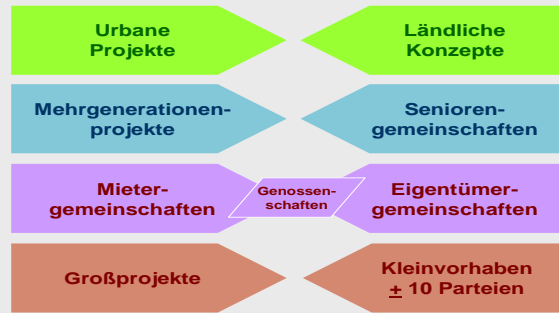 Urbane
Projekte
Ländliche
Konzepte
Mehrgenerationen-
projekte
Senioren-
gemeinschaften
Mieter-
gemeinschaften
Genossen-
schaften
Eigentümer-
gemeinschaften
Großprojekte
Kleinvorhaben
± 10 Parteien